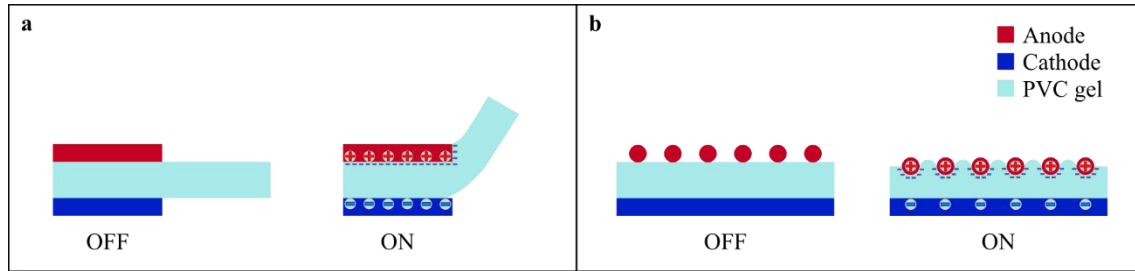 a
OFF
ON
b
Anode
Cathode
PVC gel
OFF
ON